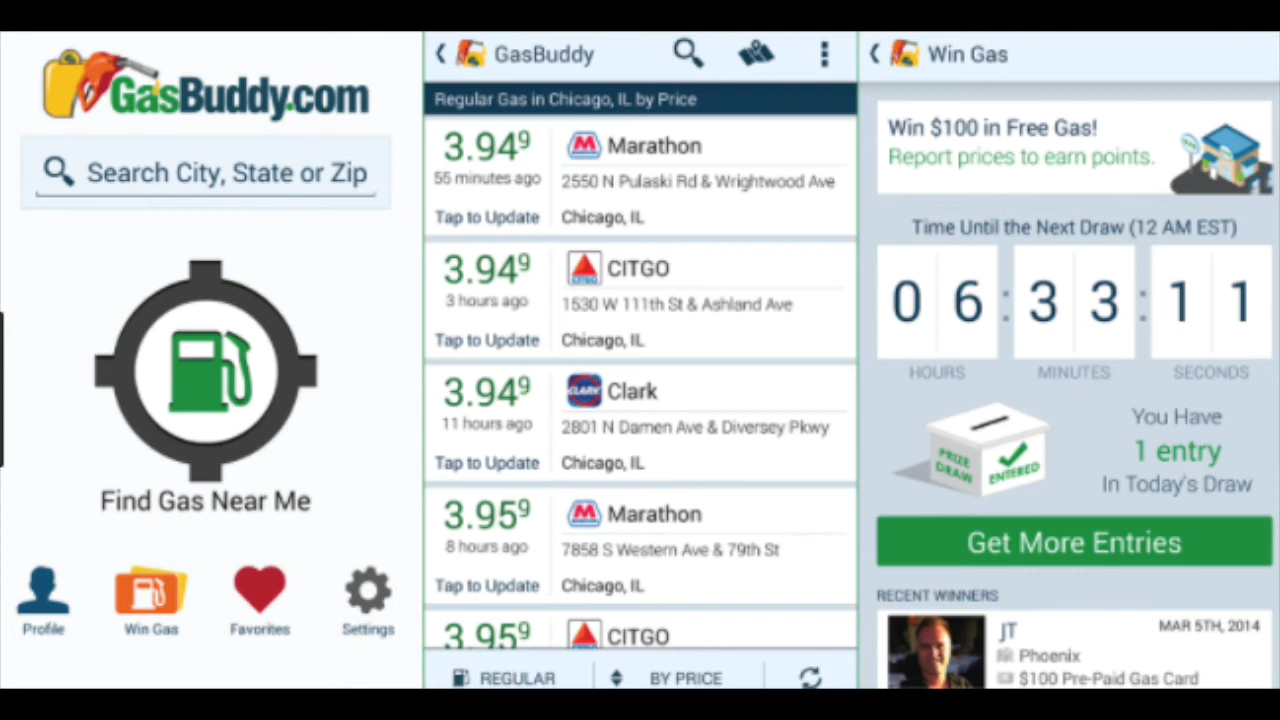 GasBuddy.com
Search City, State or Zip
Find Gas Near Me
Profile
Win Gas
Favorites
Settings
GasBuddy
Regular Gas in Chicago, IL by Price
3.949
Marathon
55 minutes ago
2550 N Pulaski Rd & Wrightwood Ave
Tap to Update
Chicago, IL
3.949
CITGO
3 hours ago
1530 W 111th St & Ashland Ave
Tap to Update
Chicago, IL
3.949
CLARK
Clark
11 hours ago
2801 N Damen Ave & Diversey Pkwy
Tap to Update
Chicago, IL
3.959
Marathon
8 hours ago
7858 S Western Ave & 79th St
Tap to Update
Chicago, IL
3.959
CITGO
REGULAR
BY PRICE
Win Gas
Win $100 in Free Gas!
Report prices to earn points.
Time Until the Next Draw (12 AM EST)
06:33:11
HOURS
MINUTES
SECONDS
PRIZE DRAW
ENTERED
You Have
1 entry
In Today's Draw
Get More Entries
RECENT WINNERS
JT
MAR 5TH, 2014
Phoenix
$100 Pre-Paid Gas Card